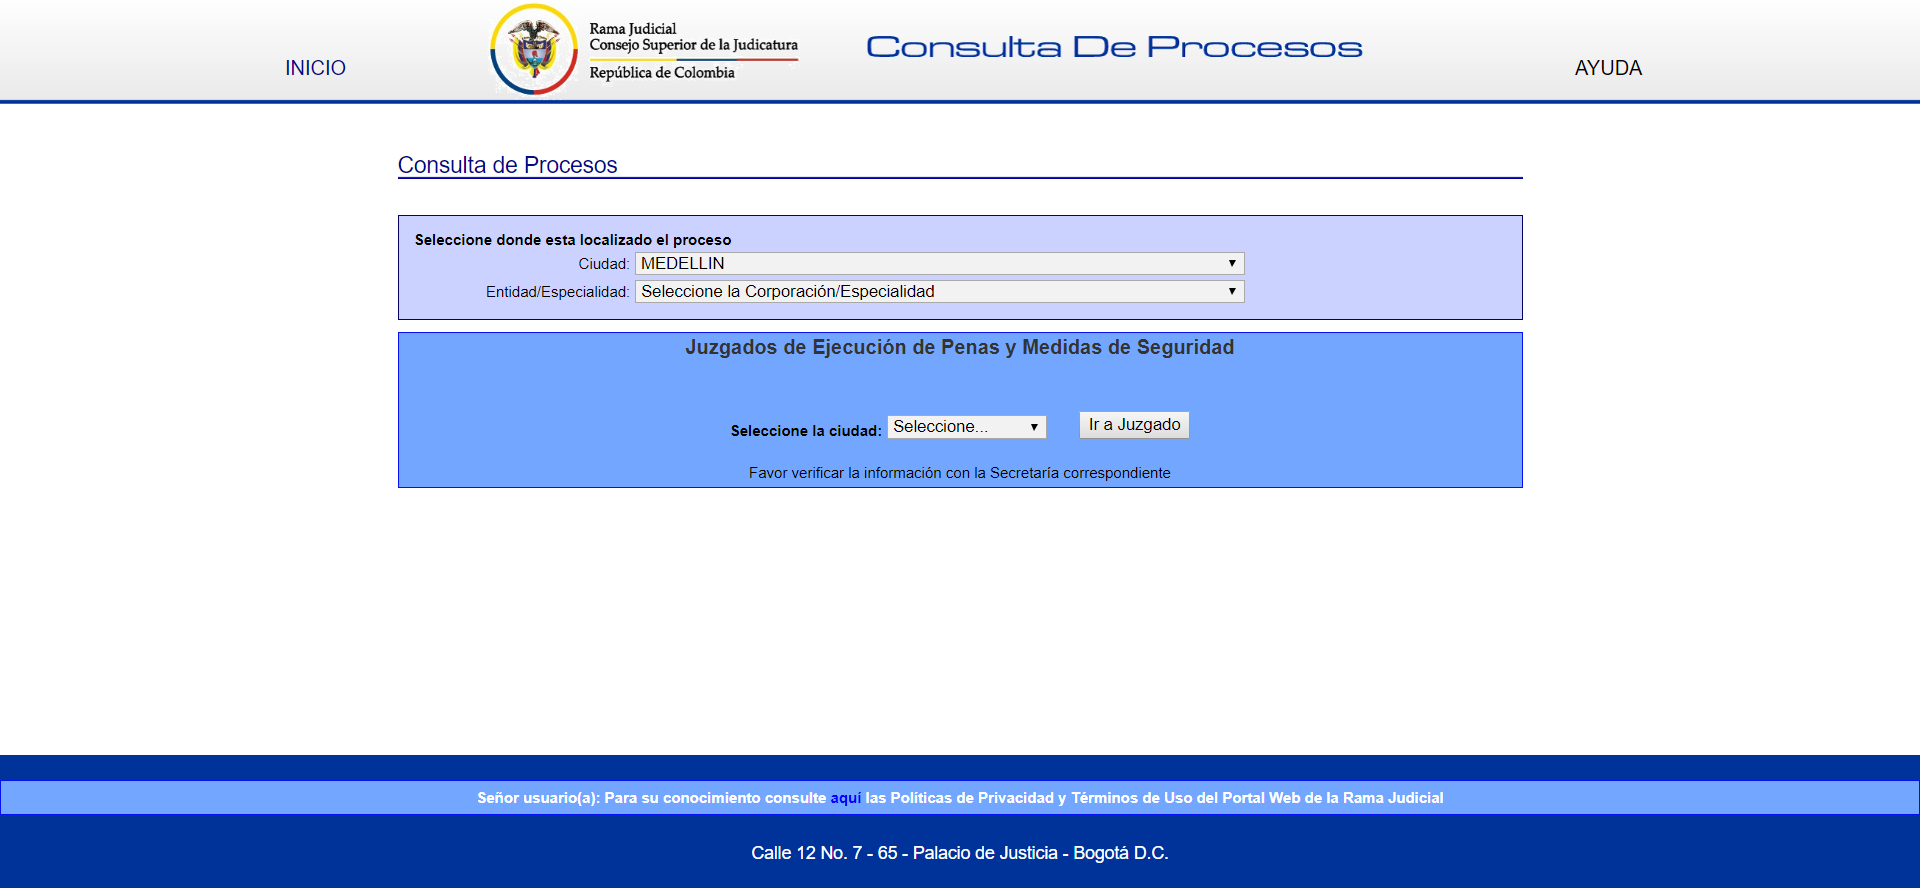 INICIO
Rama Judicial
Consejo Superior de la Judicatura
República de Colombia
Consulta De Procesos
AYUDA
Consulta de Procesos
Seleccione donde esta localizado el proceso
Ciudad: MEDELLIN
Entidad/Especialidad: Seleccione la Corporación/Especialidad
Juzgados de Ejecución de Penas y Medidas de Seguridad
Seleccione la ciudad: Seleccione... Ir a Juzgado
Favor verificar la información con la Secretaría correspondiente
Señor usuario(a): Para su conocimiento consulte aquí las Políticas de Privacidad y Términos de Uso del Portal Web de la Rama Judicial
Calle 12 No. 7 - 65 - Palacio de Justicia - Bogotá D.C.